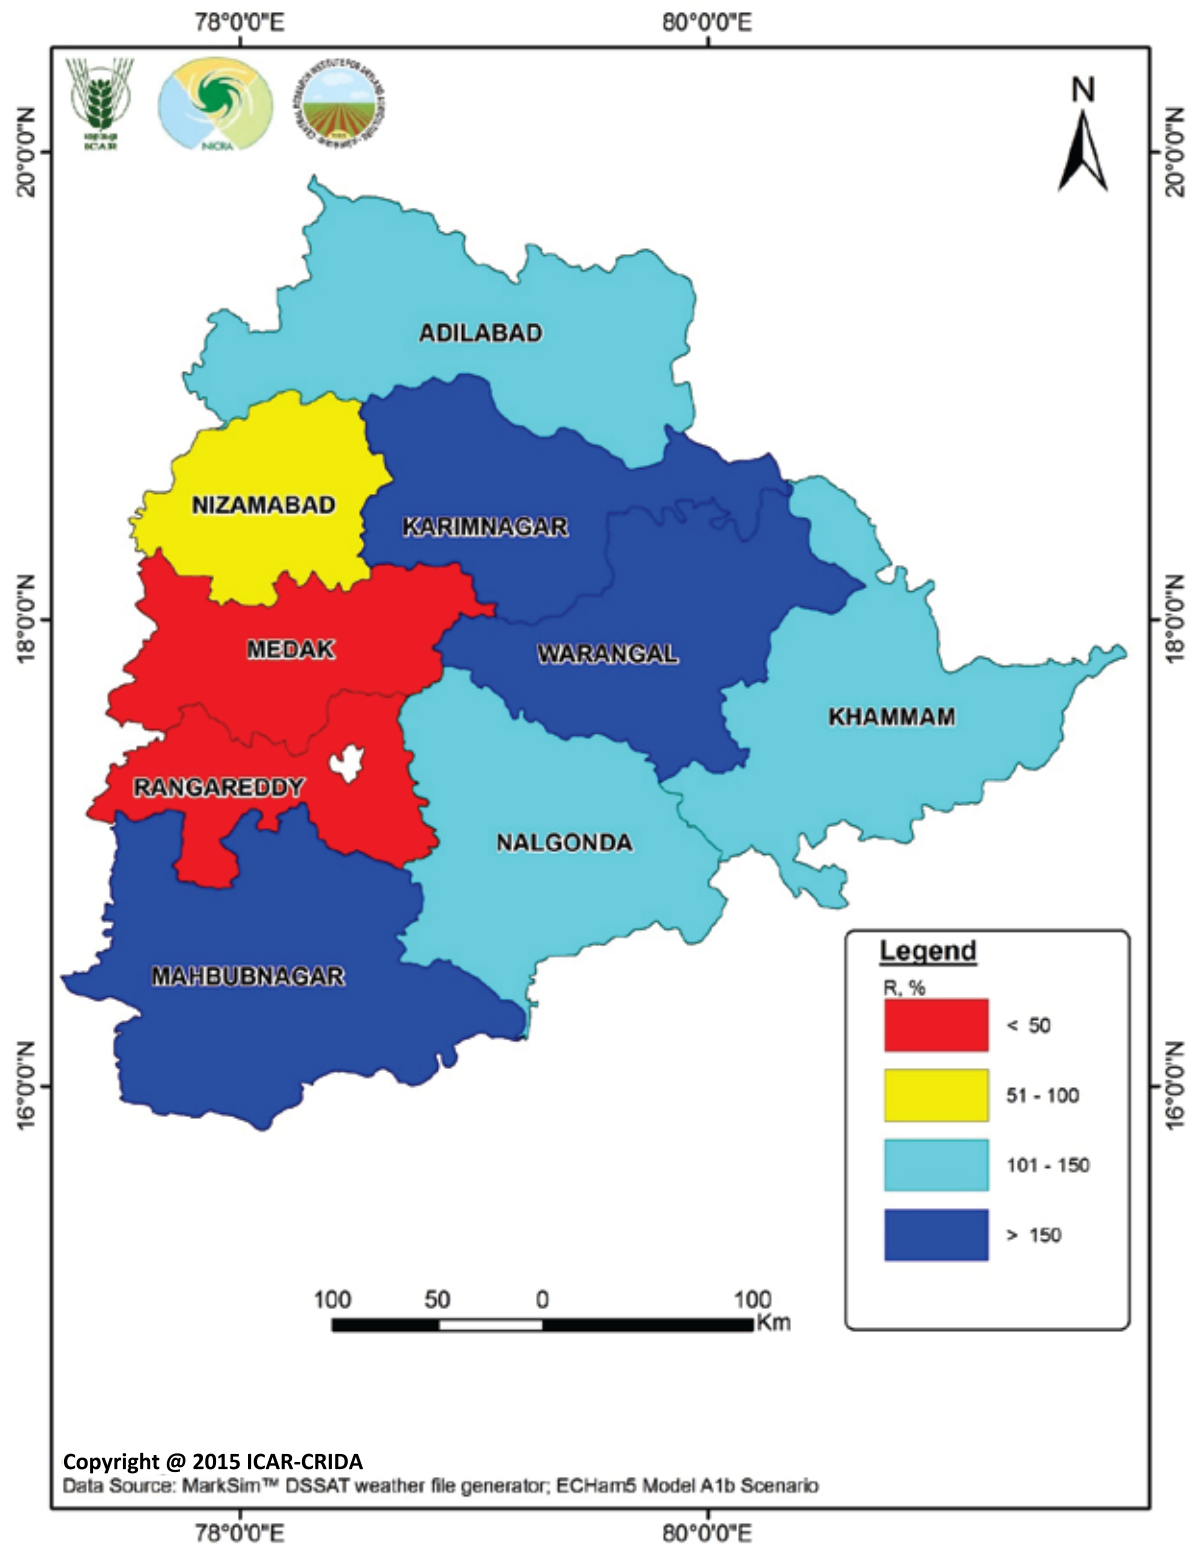 78°0'0"E 80°0'0"E
N
20°0'0"N 20°0'0"N
ICAR
NICRA
ADILABAD
NIZAMABAD
KARIMNAGAR
18°0'0"N 18°0'0"N
MEDAK
WARANGAL
KHAMMAM
RANGAREDDY
NALGONDA
MAHBUBNAGAR
16°0'0"N 16°0'0"N
Legend
R, %
< 50
51 - 100
101 - 150
> 150
100 50 0 100
Km
Copyright @ 2015 ICAR-CRIDA
Data Source: MarkSim™ DSSAT weather file generator; ECHam5 Model A1b Scenario
78°0'0"E 80°0'0"E